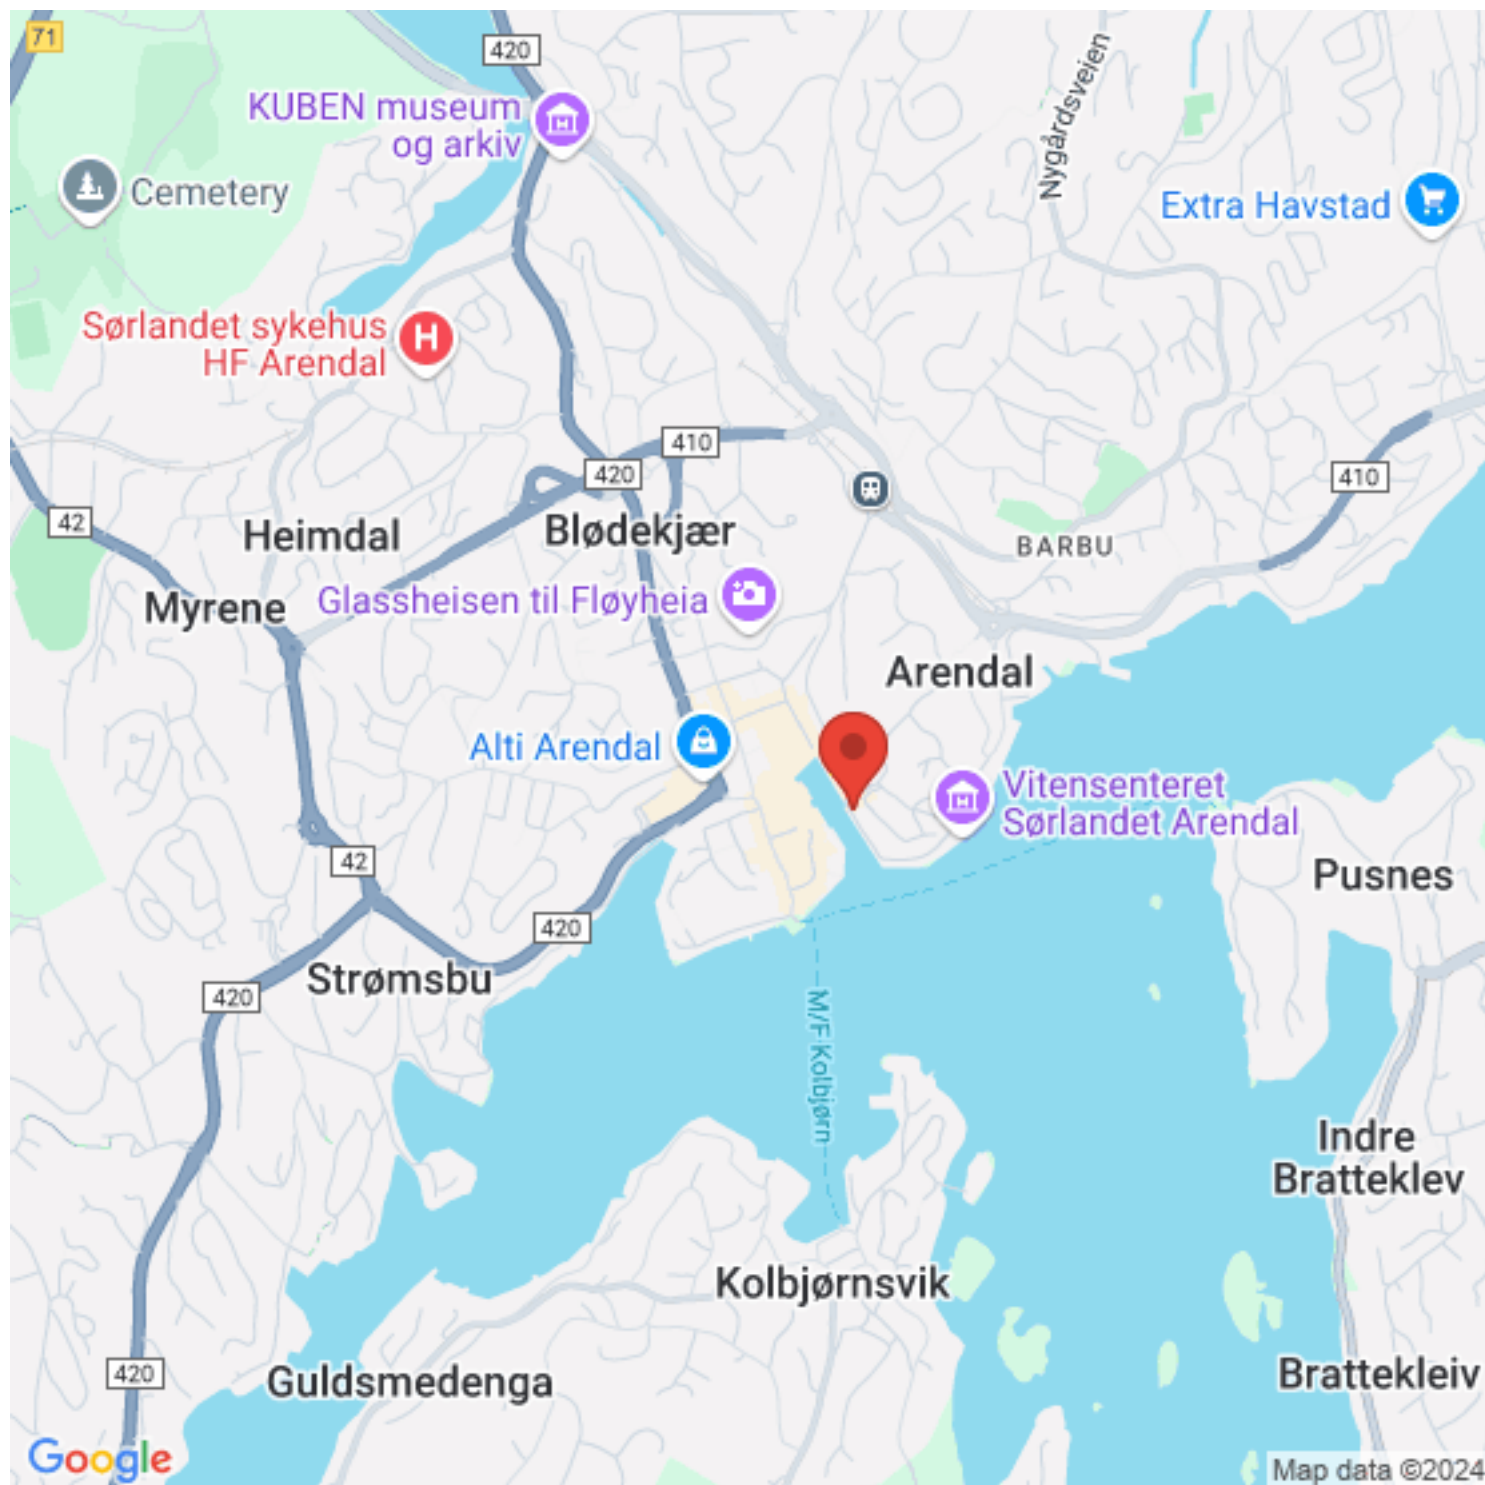 71
420
KUBEN museum
og arkiv
Nygårdsveien
Cemetery
Extra Havstad
Sørlandet sykehus
HF Arendal
H
410
420
410
42
Heimdal
Blødekjær
BARBU
Myrene
Glassheisen til Fløyheia
Arendal
Alti Arendal
Vitensenteret
Sørlandet Arendal
42
Pusnes
420
Strømsbu
420
M/F Kolbjørn
Indre
Bratteklev
Kolbjørnsvik
420
Guldsmedenga
Brattekleiv
Google
Map data ©2024